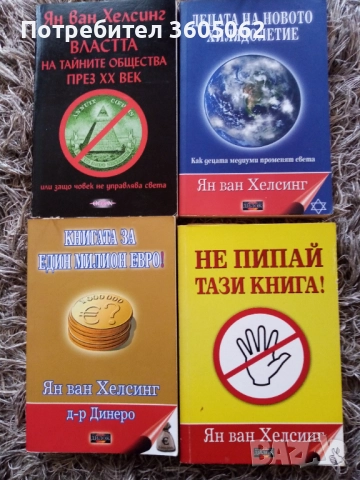 Потребител 3605062
Ян ван Хелсинг
ВЛАСТТА
НА ТАЙНИТЕ ОБЩЕСТВА
ПРЕЗ XX ВЕК
или защо човек не управлява света
ДЕЦАТА НА НОВОТО
ХИЛЯДОЛЕТИЕ
Как децата медиуми променят света
Ян ван Хелсинг
КНИГАТА ЗА
ЕДИН МИЛИОН ЕВРО!
1000000
€?
Ян ван Хелсинг
д-р Динеро
НЕ ПИПАЙ
ТАЗИ КНИГА!
Ян ван Хелсинг